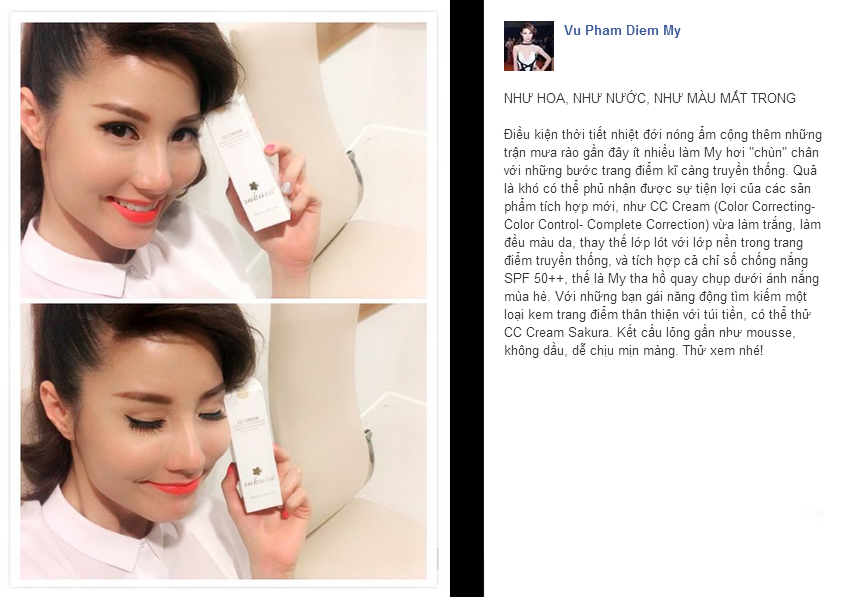 CC CREAM
sakura
CC CREAM
sakura
Vu Pham Diem My
NHƯ HOA, NHƯ NƯỚC, NHƯ MÀU MẮT TRONG
Điều kiện thời tiết nhiệt đới nóng ẩm cộng thêm những
trận mưa rào gần đây ít nhiều làm My hơi "chùn" chân
với những bước trang điểm kĩ càng truyền thống. Quả
là khó có thể phủ nhận được sự tiện lợi của các sản
phẩm tích hợp mới, như CC Cream (Color Correcting-
Color Control- Complete Correction) vừa làm trắng, làm
đều màu da, thay thế lớp lót với lớp nền trong trang
điểm truyền thống, và tích hợp cả chỉ số chống nắng
SPF 50++, thế là My tha hồ quay chụp dưới ánh nắng
mùa hè. Với những bạn gái năng động tìm kiếm một
loại kem trang điểm thân thiện với túi tiền, có thể thử
CC Cream Sakura. Kết cấu lỏng gần như mousse,
không dầu, dễ chịu mịn màng. Thử xem nhé!